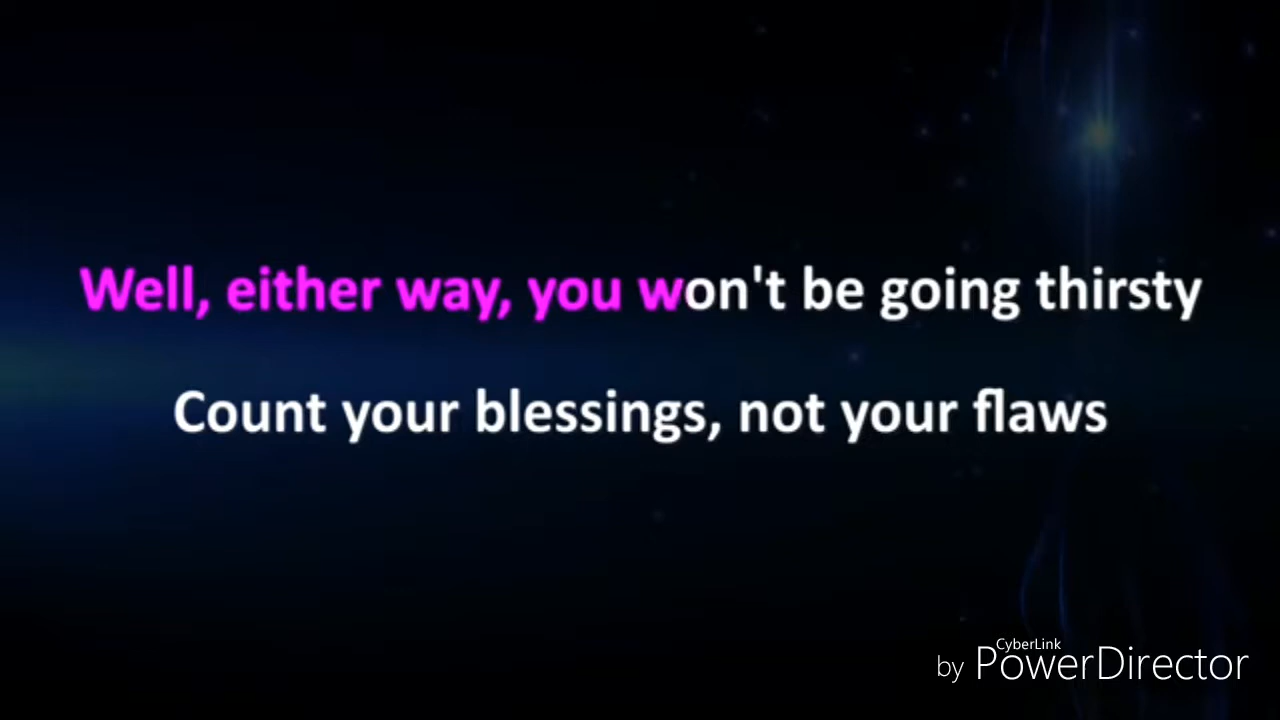 Well, either way, you won't be going thirsty
Count your blessings, not your flaws
CyberLink
by PowerDirector